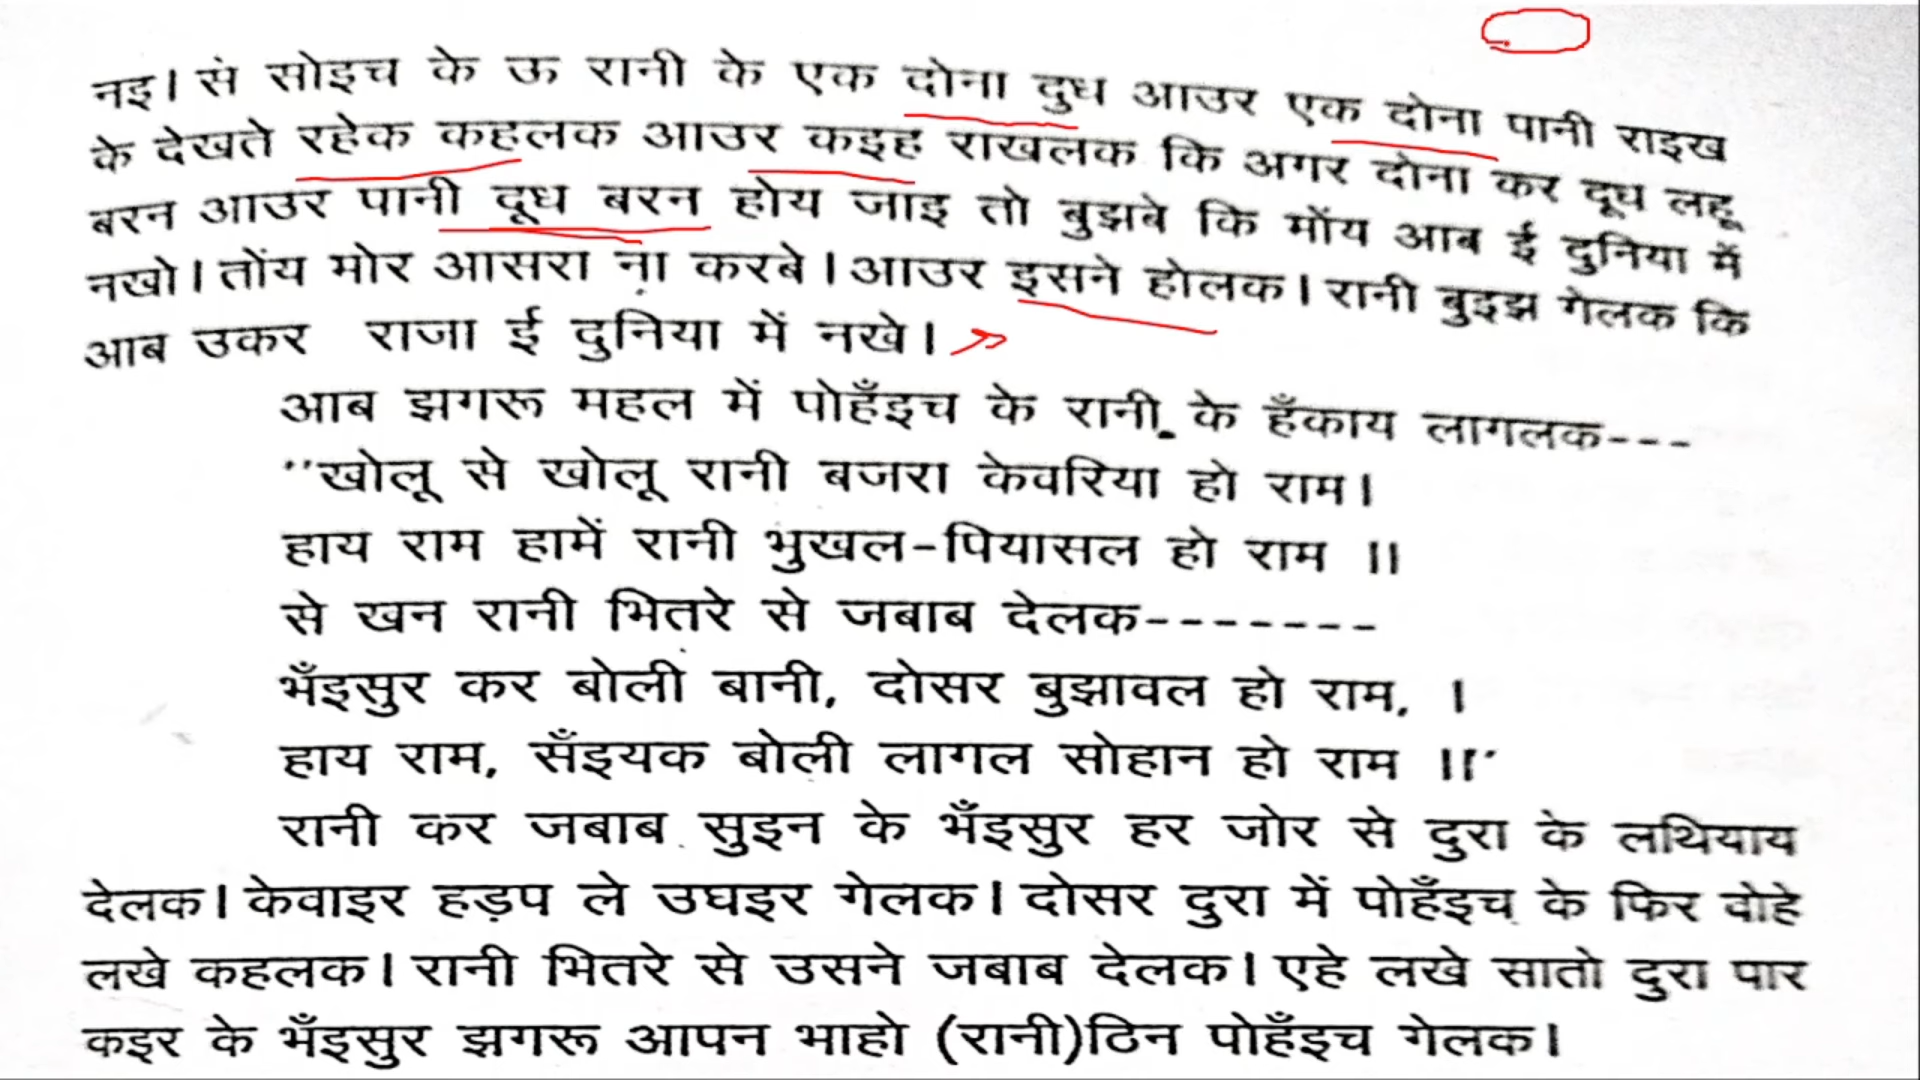 नइ। सं सोइच के ऊ रानी के एक दोना दुध आउर एक दोना पानी राइख
के देखते रहेक कहलक आउर कइह राखलक कि अगर दोना कर दूध लहू
बरन आउर पानी दूध बरन होय जाइ तो बुझबे कि मोंय आब ई दुनिया में
नखो। तोंय मोर आसरा ना करबे। आउर इसने होलक। रानी बुइझ गेलक कि
आब उकर राजा ई दुनिया में नखे।
आब झगरू महल में पोहँइच के रानी के हँकाय लागलक---
''खोलू से खोलू रानी बजरा केवरिया हो राम।
हाय राम हामें रानी भुखल-पियासल हो राम ॥
से खन रानी भितरे से जबाब देलक-------
भँइसुर कर बोली बानी, दोसर बुझावल हो राम, ।
हाय राम, सँइयक बोली लागल सोहान हो राम ॥'
रानी कर जबाब सुइन के भँइसुर हर जोर से दुरा के लथियाय
देलक। केवाइर हड़प ले उघइर गेलक। दोसर दुरा में पोहँइच के फिर वोहे
लखे कहलक। रानी भितरे से उसने जबाब देलक। एहे लखे सातो दुरा पार
कइर के भँइसुर झगरू आपन भाहो (रानी)ठिन पोहँइच गेलक।